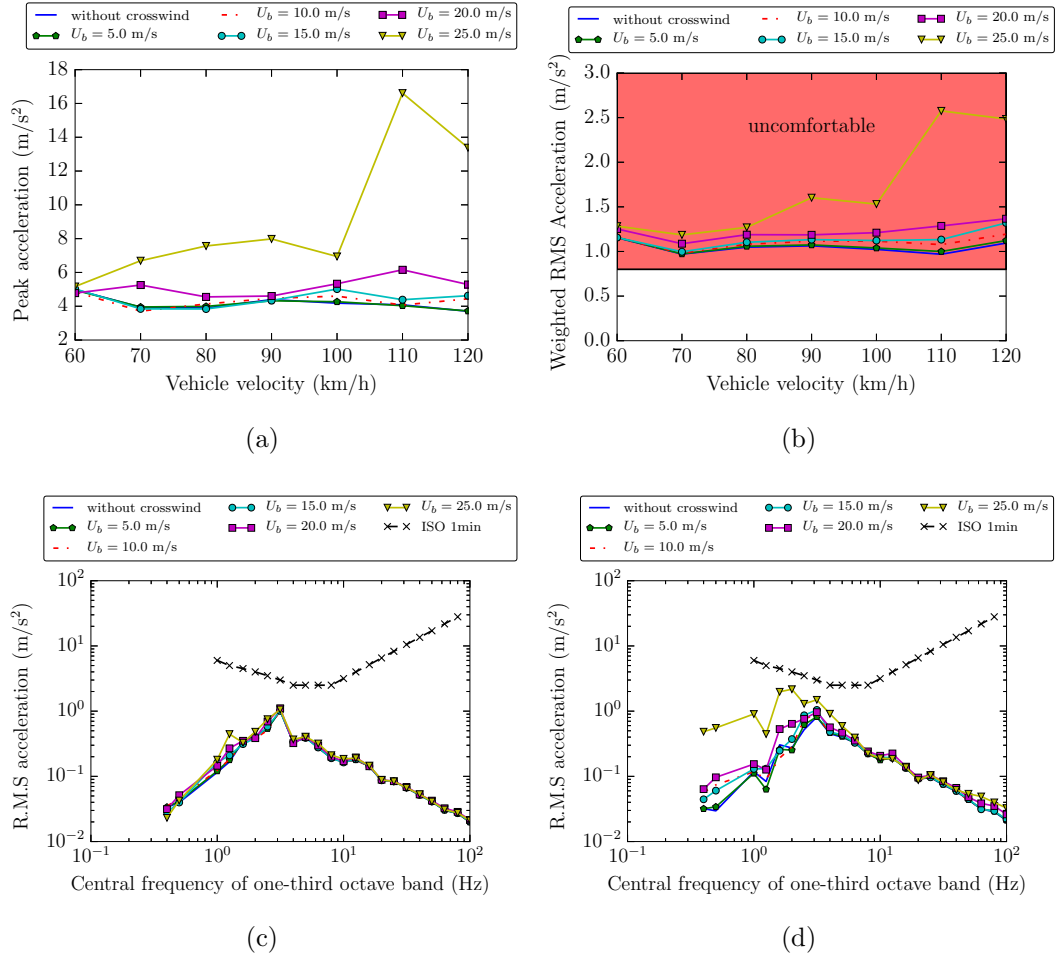 without crosswind
U_b = 5.0 m/s
U_b = 10.0 m/s
U_b = 15.0 m/s
U_b = 20.0 m/s
U_b = 25.0 m/s
18
16
14
12
10
8
6
4
2
60 70 80 90 100 110 120
Peak acceleration (m/s²)
Vehicle velocity (km/h)
(a)
without crosswind
U_b = 5.0 m/s
U_b = 10.0 m/s
U_b = 15.0 m/s
U_b = 20.0 m/s
U_b = 25.0 m/s
3.0
2.5
2.0
1.5
1.0
0.5
0.0
uncomfortable
60 70 80 90 100 110 120
Weighted RMS Acceleration (m/s²)
Vehicle velocity (km/h)
(b)
without crosswind
U_b = 5.0 m/s
U_b = 10.0 m/s
U_b = 15.0 m/s
U_b = 20.0 m/s
U_b = 25.0 m/s
ISO 1min
10²
10¹
10⁰
10⁻¹
10⁻²
10⁻¹ 10⁰ 10¹ 10²
R.M.S acceleration (m/s²)
Central frequency of one-third octave band (Hz)
(c)
without crosswind
U_b = 5.0 m/s
U_b = 10.0 m/s
U_b = 15.0 m/s
U_b = 20.0 m/s
U_b = 25.0 m/s
ISO 1min
10²
10¹
10⁰
10⁻¹
10⁻²
10⁻¹ 10⁰ 10¹ 10²
R.M.S acceleration (m/s²)
Central frequency of one-third octave band (Hz)
(d)